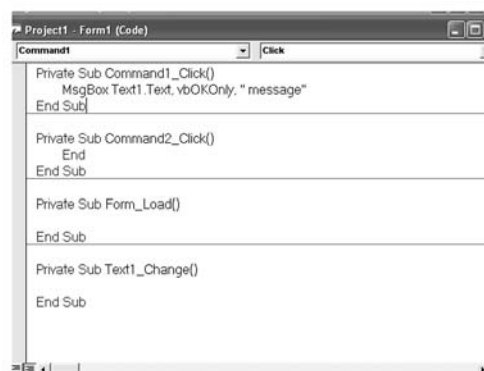 Project1 - Form1 (Code)
Command1 Click
Private Sub Command1_Click()
MsgBox Text1.Text, vbOKOnly, " message"
End Sub
Private Sub Command2_Click()
End
End Sub
Private Sub Form_Load()
End Sub
Private Sub Text1_Change()
End Sub